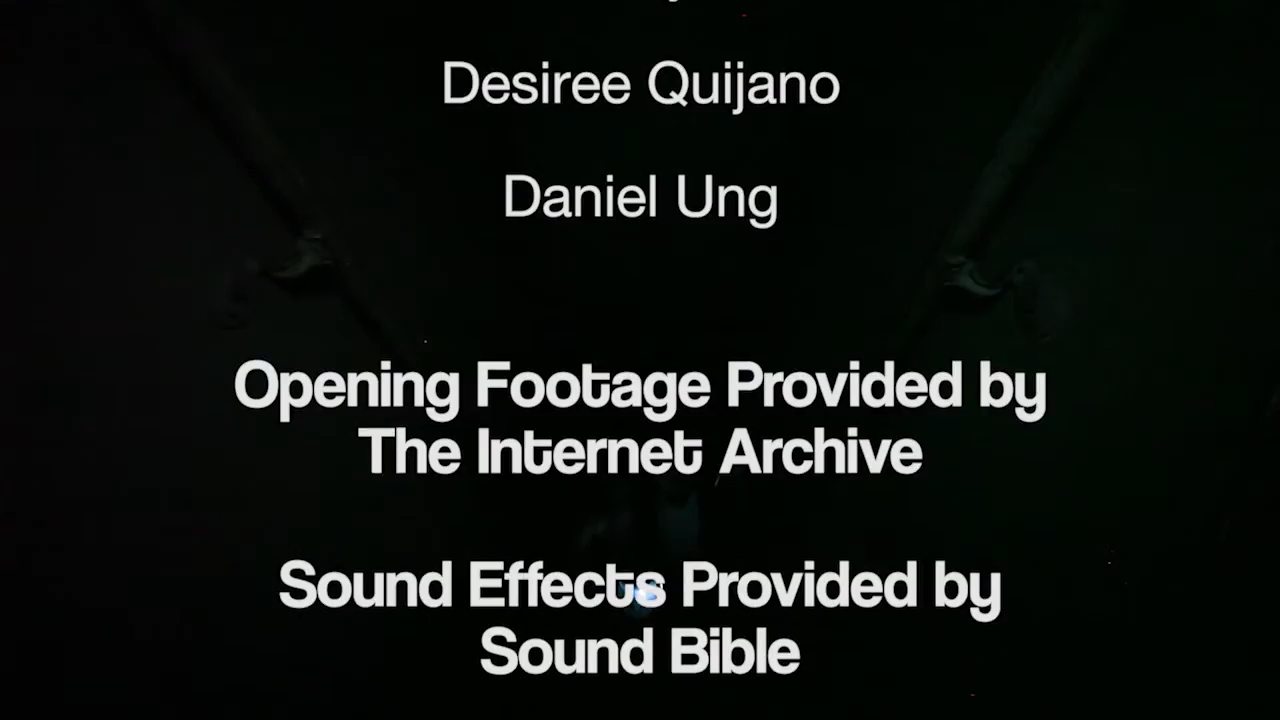 Desiree Quijano
Daniel Ung
Opening Footage Provided by
The Internet Archive
Sound Effects Provided by
Sound Bible